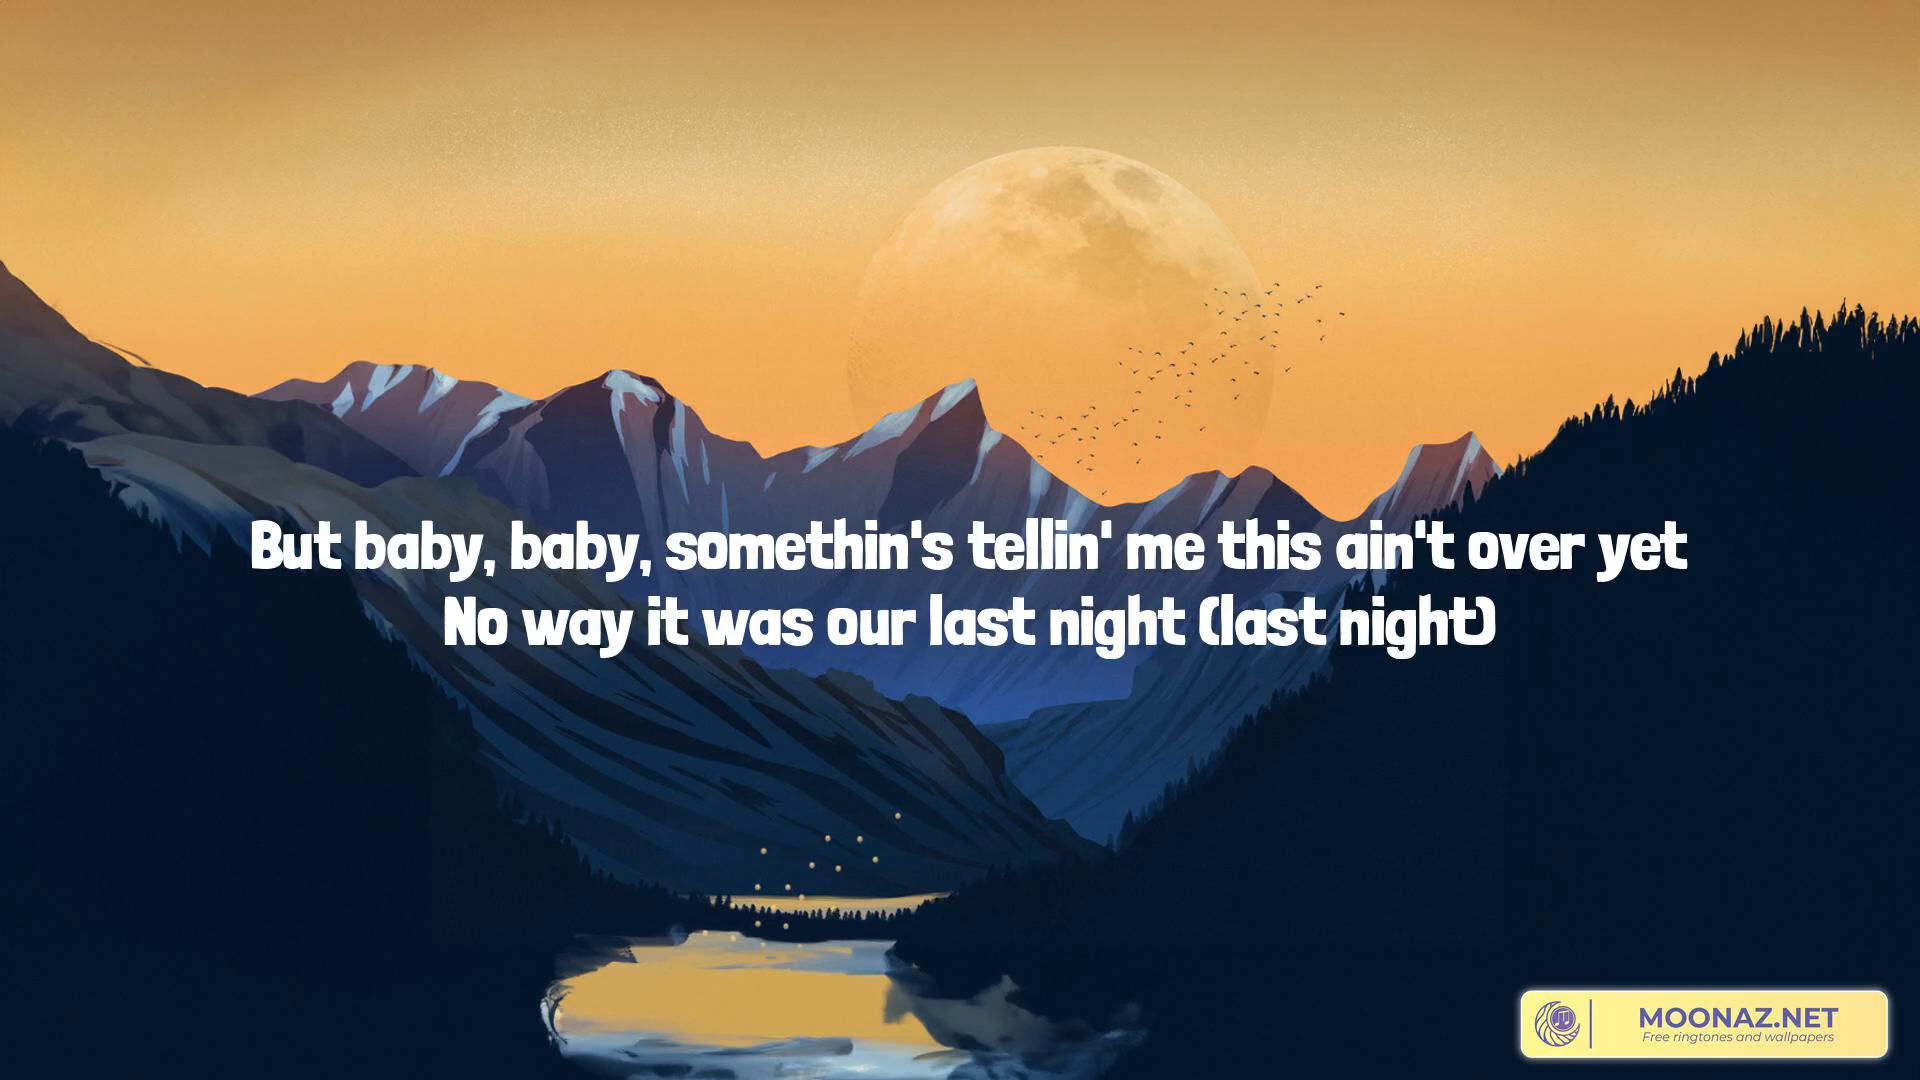 But baby, baby, somethin's tellin' me this ain't over yet
No way it was our last night (last night)
MOONAZ.NET
Free ringtones and wallpapers